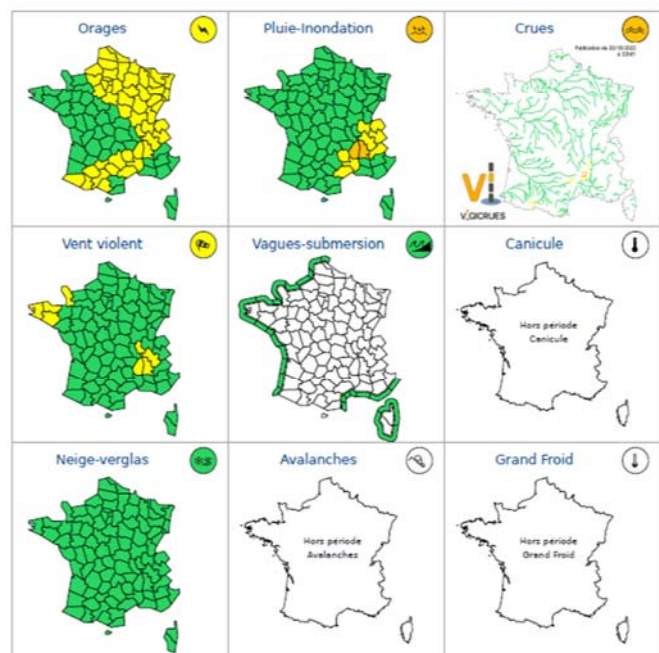 Orages
Pluie-Inondation
Crues
VIGICRUES
Vent violent
Vagues-submersion
Canicule
Hors période
Canicule
Neige-verglas
Avalanches
Hors période
Avalanches
Grand Froid
Hors période
Grand Froid